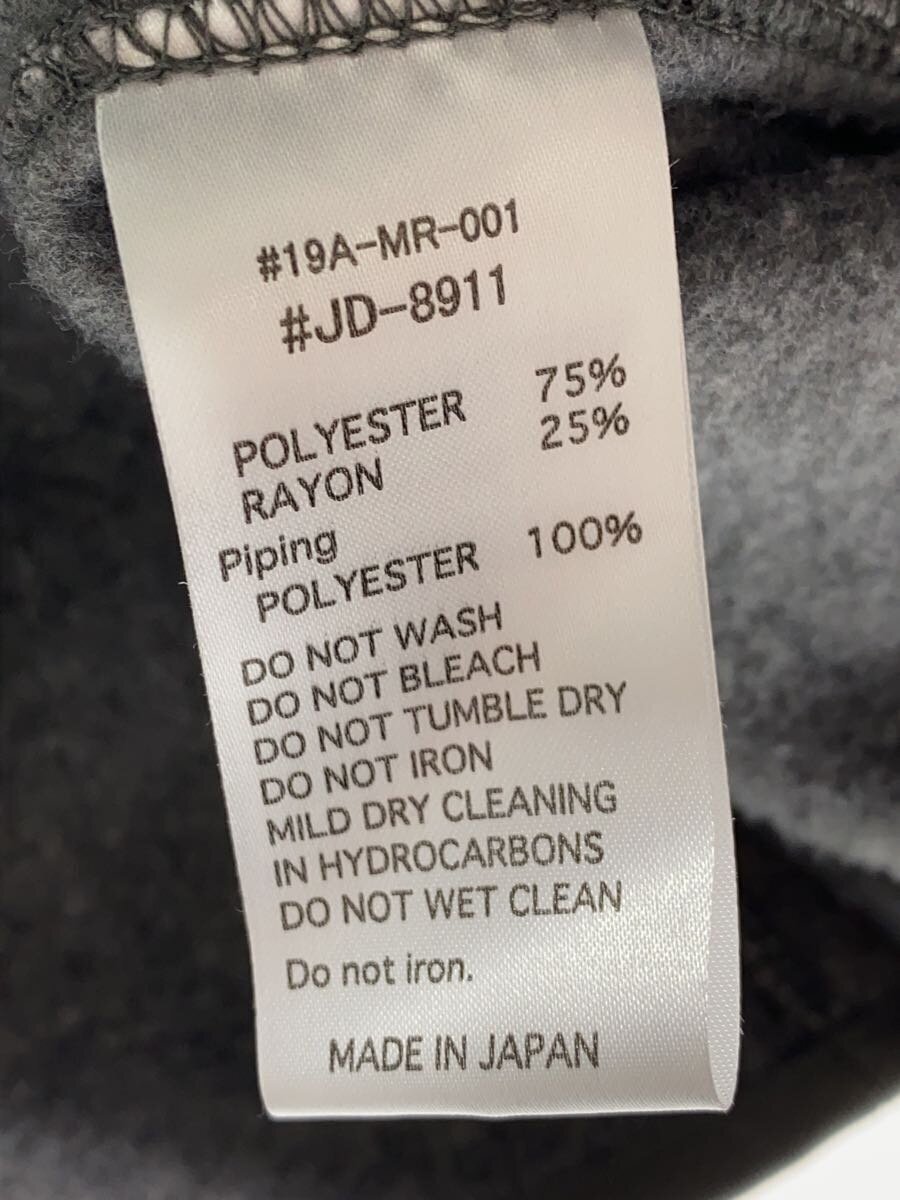 #19A-MR-001
#JD-8911
POLYESTER 75%
RAYON 25%
Piping
POLYESTER 100%
DO NOT WASH
DO NOT BLEACH
DO NOT TUMBLE DRY
DO NOT IRON
MILD DRY CLEANING
IN HYDROCARBONS
DO NOT WET CLEAN
Do not iron.
MADE IN JAPAN